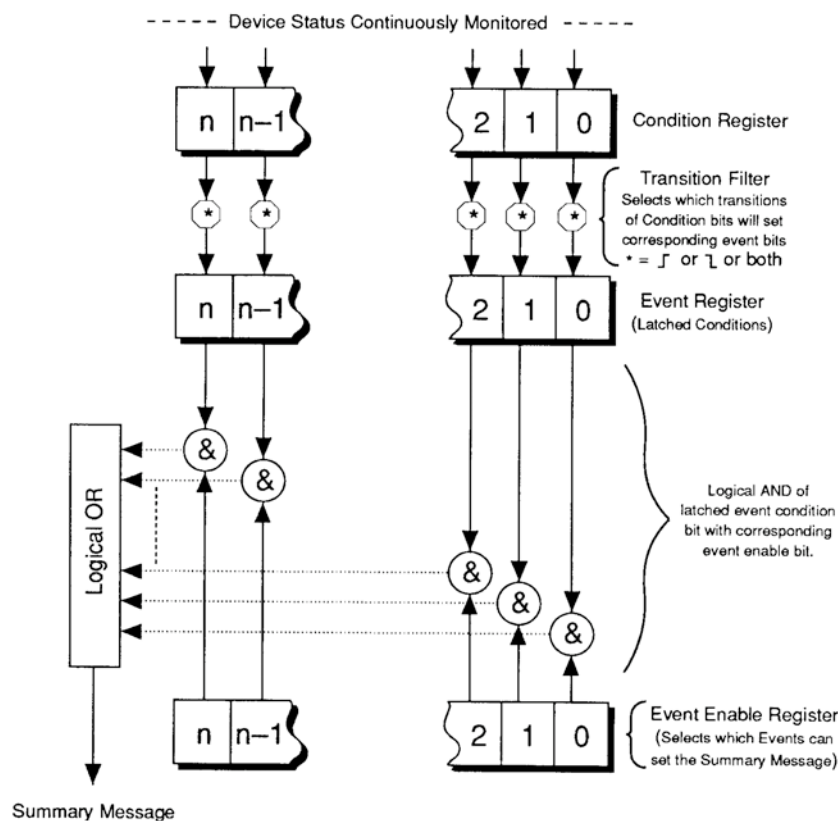 Device Status Continuously Monitored
n n–1 2 1 0
Condition Register
* * * * *
Transition Filter
Selects which transitions
of Condition bits will set
corresponding event bits
* = or or both
n n–1 2 1 0
Event Register
(Latched Conditions)
Logical OR
&
&
Logical AND of
latched event condition
bit with corresponding
event enable bit.
&
&
&
n n–1 2 1 0
Event Enable Register
(Selects which Events can
set the Summary Message)
Summary Message